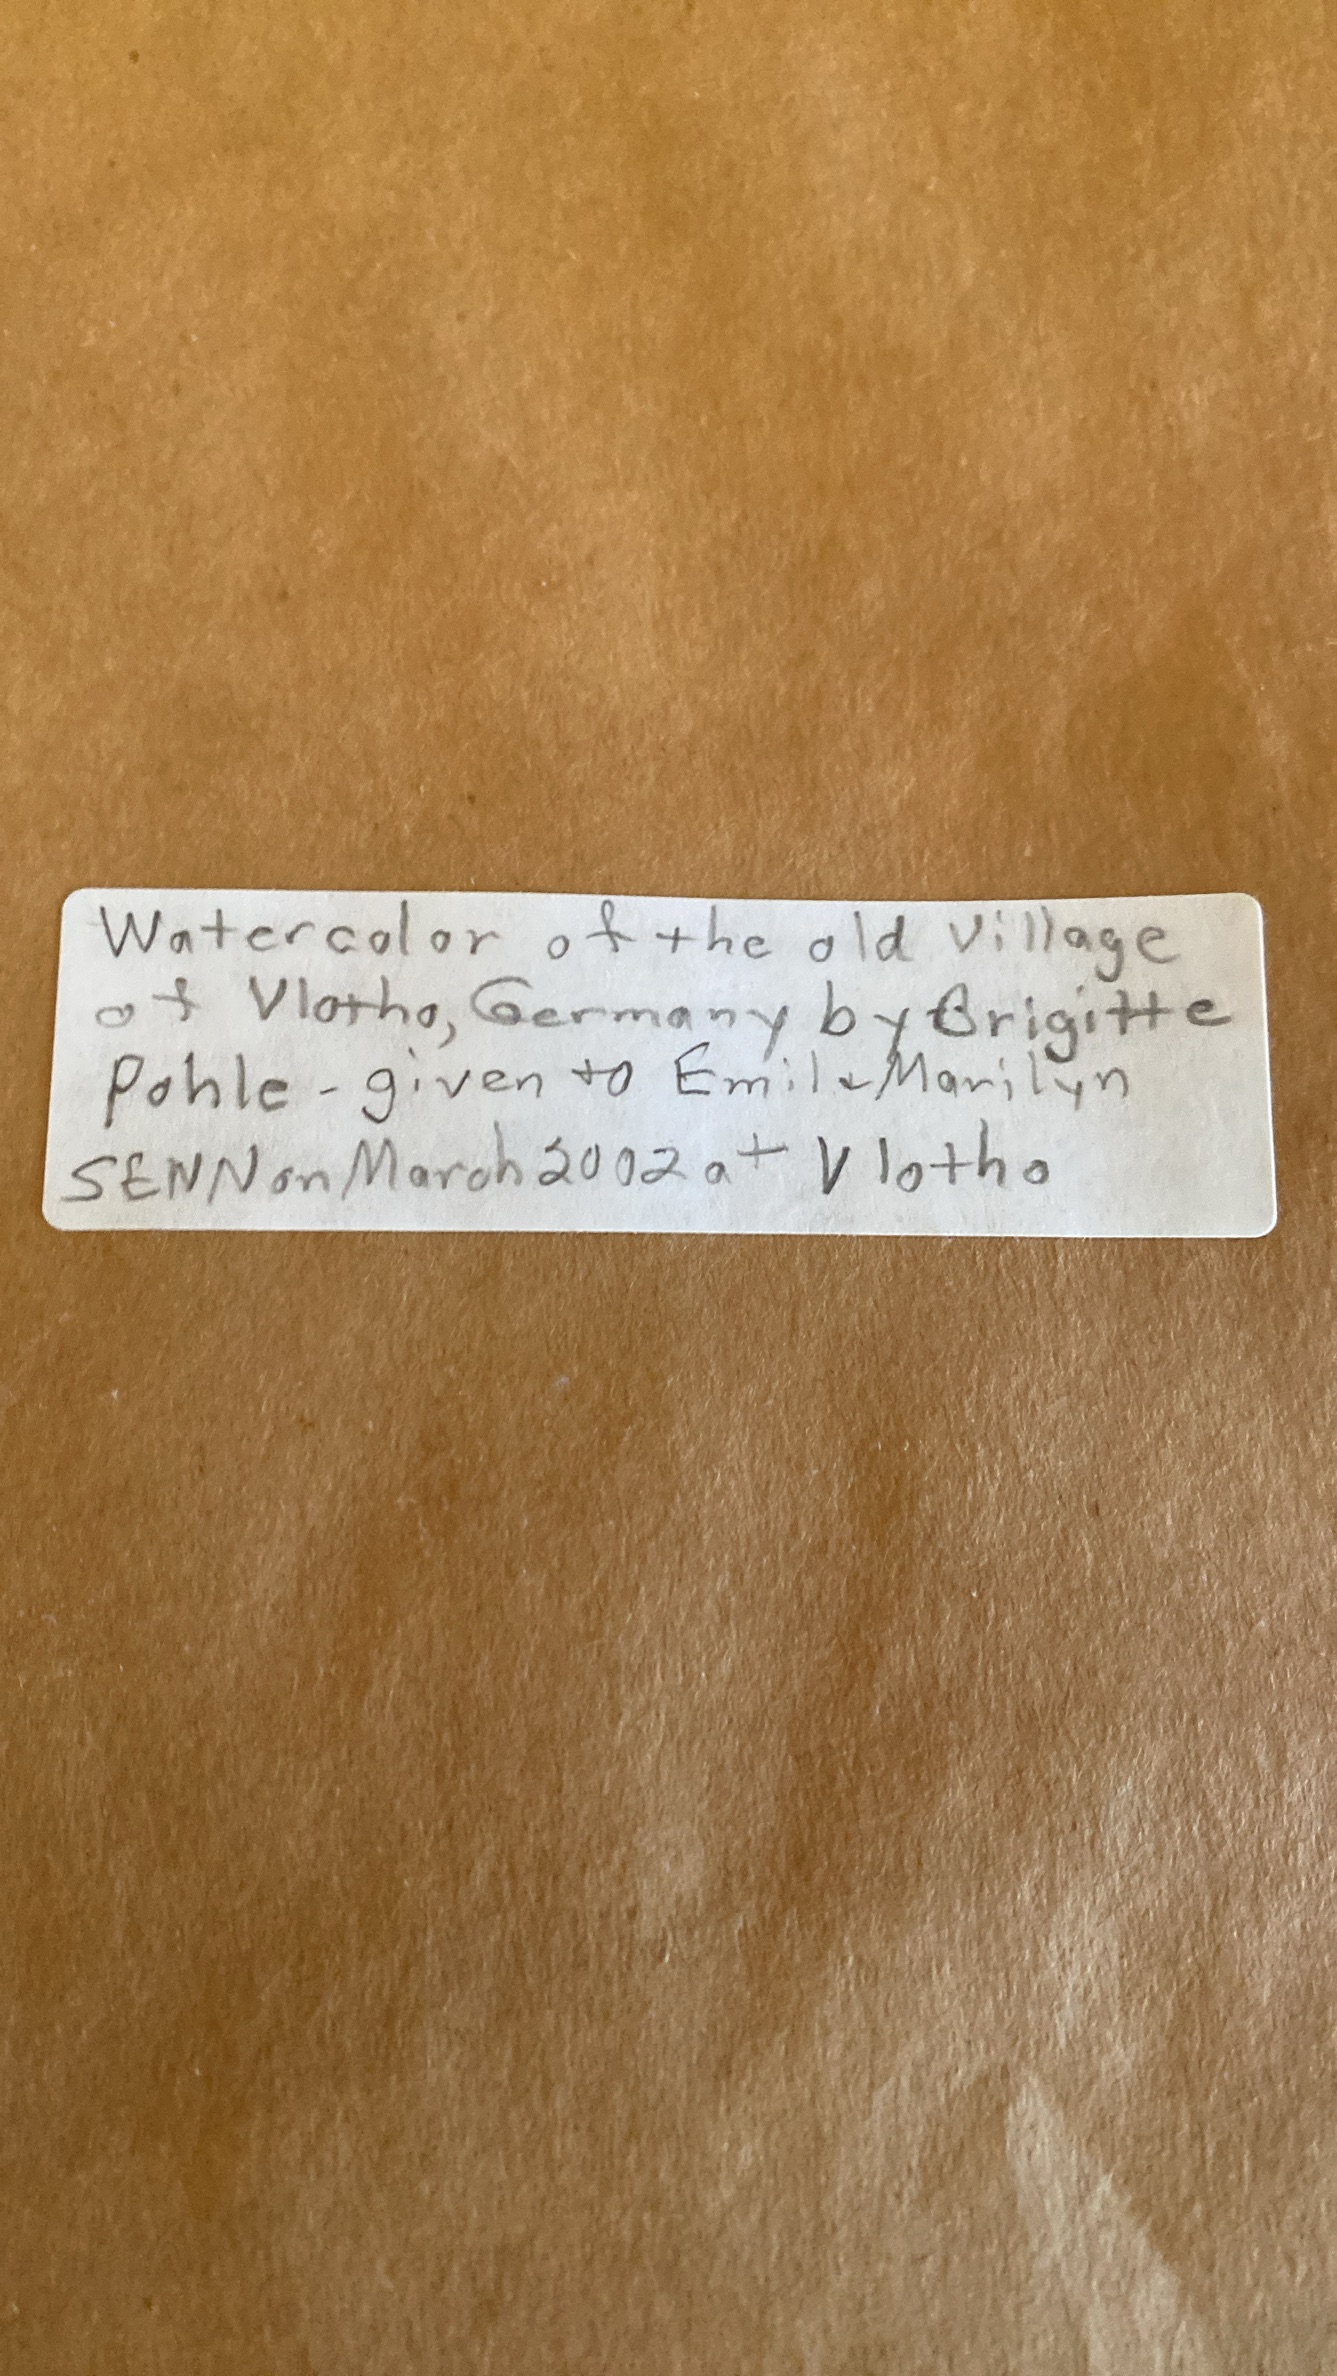 Watercolor of the old Village
of Vlotho, Germany by Brigitte
Pohle - given to Emil & Marilyn
SENN on March 2002 at Vlotho